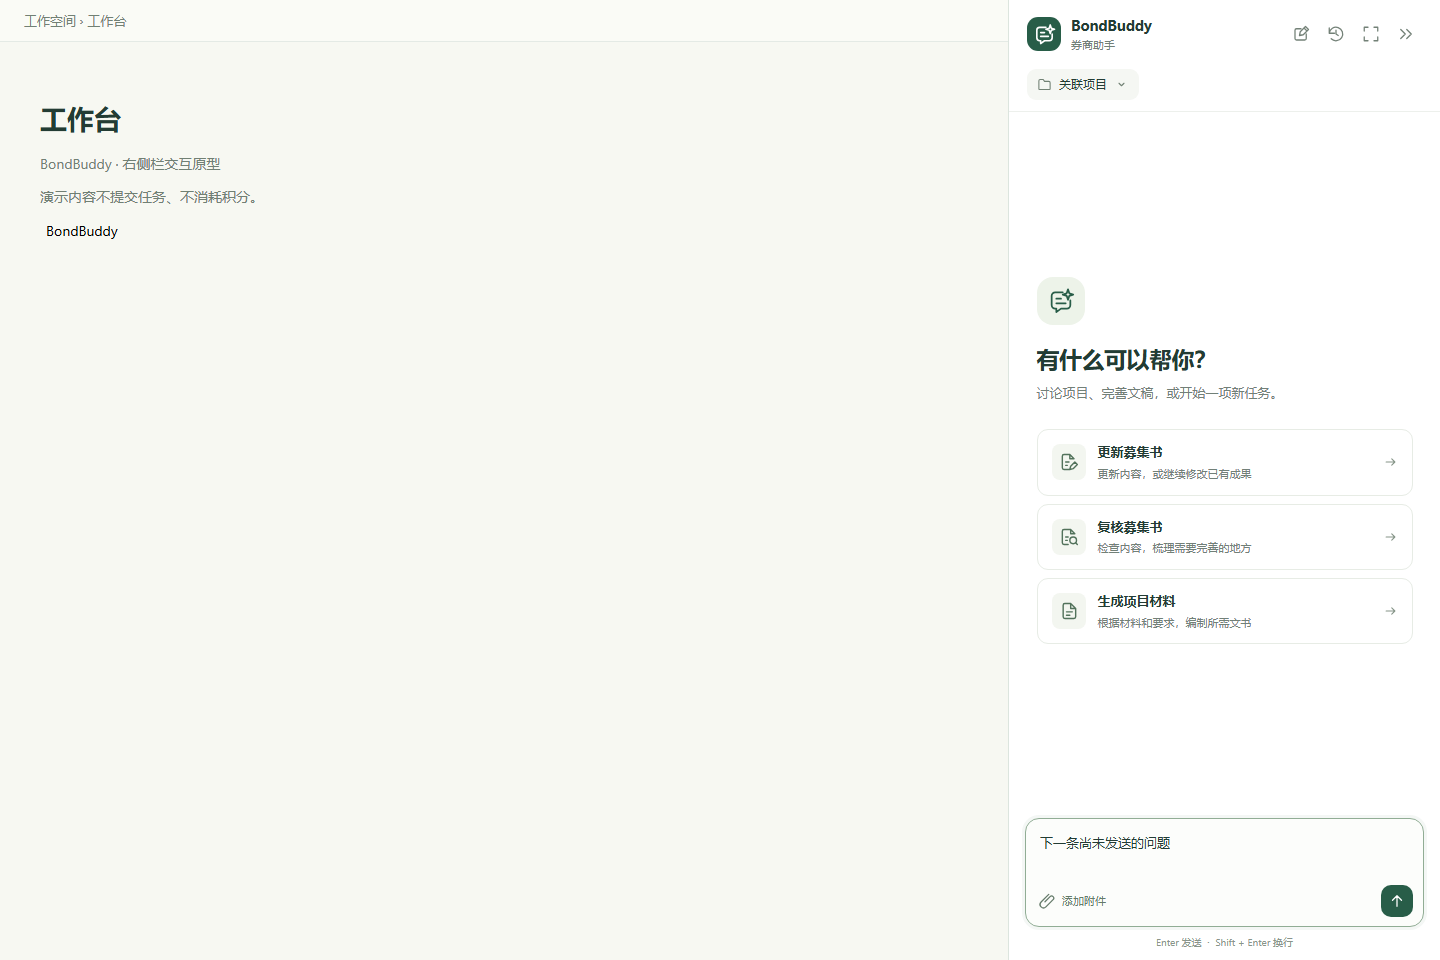 工作空间 › 工作台
工作台
BondBuddy · 右侧栏交互原型
演示内容不提交任务、不消耗积分。
BondBuddy
BondBuddy
券商助手
关联项目
有什么可以帮你?
讨论项目、完善文稿，或开始一项新任务。
更新募集书
更新内容，或继续修改已有成果
复核募集书
检查内容，梳理需要完善的地方
生成项目材料
根据材料和要求，编制所需文书
下一条尚未发送的问题
添加附件
Enter 发送 · Shift + Enter 换行